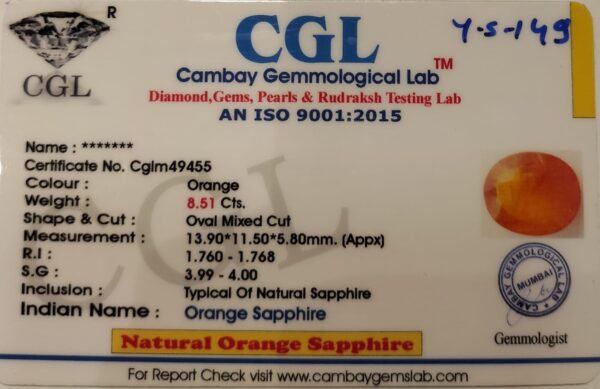 R
CGL
CGL TM
Y-S-149
Cambay Gemmological Lab
Diamond,Gems, Pearls & Rudraksh Testing Lab
AN ISO 9001:2015
Name : *******
Certificate No. Cglm49455
Colour : Orange
Weight : 8.51 Cts.
Shape & Cut : Oval Mixed Cut
Measurement : 13.90*11.50*5.80mm. (Appx)
R.I : 1.760 - 1.768
S.G : 3.99 - 4.00
Inclusion : Typical Of Natural Sapphire
Indian Name : Orange Sapphire
CGL
CAMBAY GEMMOLOGICAL LAB
MUMBAI
Gemmologist
Natural Orange Sapphire
For Report Check visit www.cambaygemslab.com